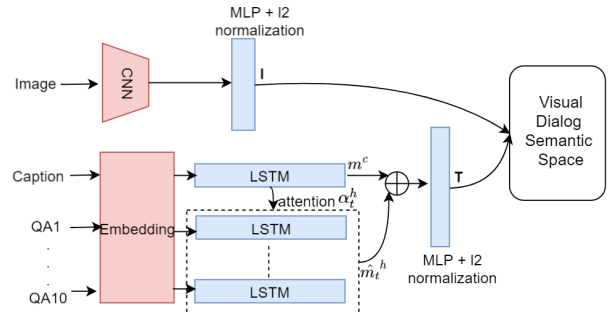 MLP + l2
normalization
Image
CNN
I
Visual
Dialog
Semantic
Space
Caption
LSTM
m^c
attention α_t^h
T
QA1
Embedding
LSTM
m̂_t^h
MLP + l2
normalization
QA10
LSTM